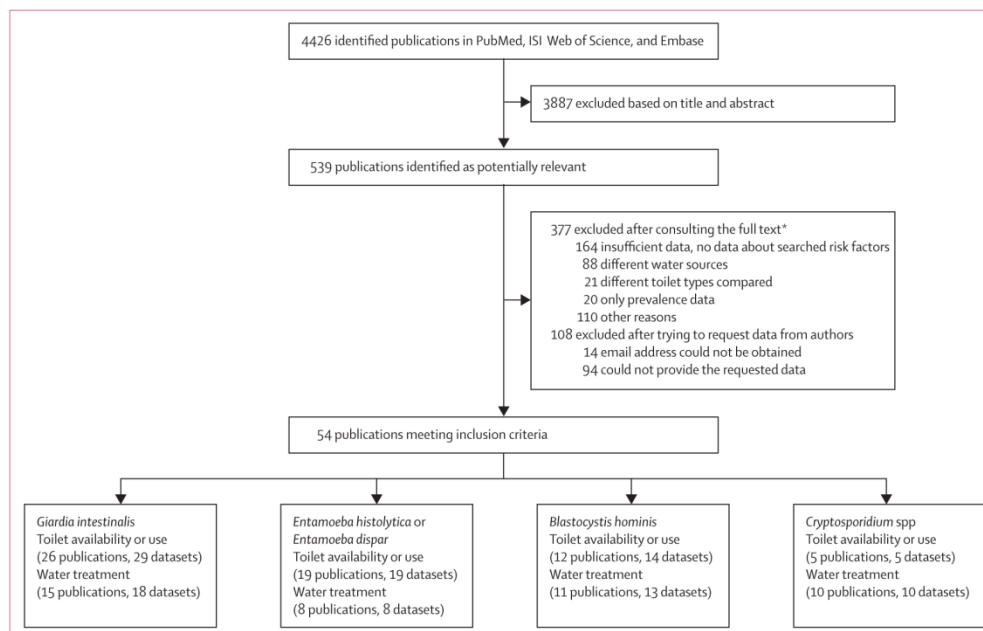 4426 identified publications in PubMed, ISI Web of Science, and Embase
3887 excluded based on title and abstract
539 publications identified as potentially relevant
377 excluded after consulting the full text*
164 insufficient data, no data about searched risk factors
88 different water sources
21 different toilet types compared
20 only prevalence data
110 other reasons
108 excluded after trying to request data from authors
14 email address could not be obtained
94 could not provide the requested data
54 publications meeting inclusion criteria
Giardia intestinalis
Toilet availability or use
(26 publications, 29 datasets)
Water treatment
(15 publications, 18 datasets)
Entamoeba histolytica or
Entamoeba dispar
Toilet availability or use
(19 publications, 19 datasets)
Water treatment
(8 publications, 8 datasets)
Blastocystis hominis
Toilet availability or use
(12 publications, 14 datasets)
Water treatment
(11 publications, 13 datasets)
Cryptosporidium spp
Toilet availability or use
(5 publications, 5 datasets)
Water treatment
(10 publications, 10 datasets)